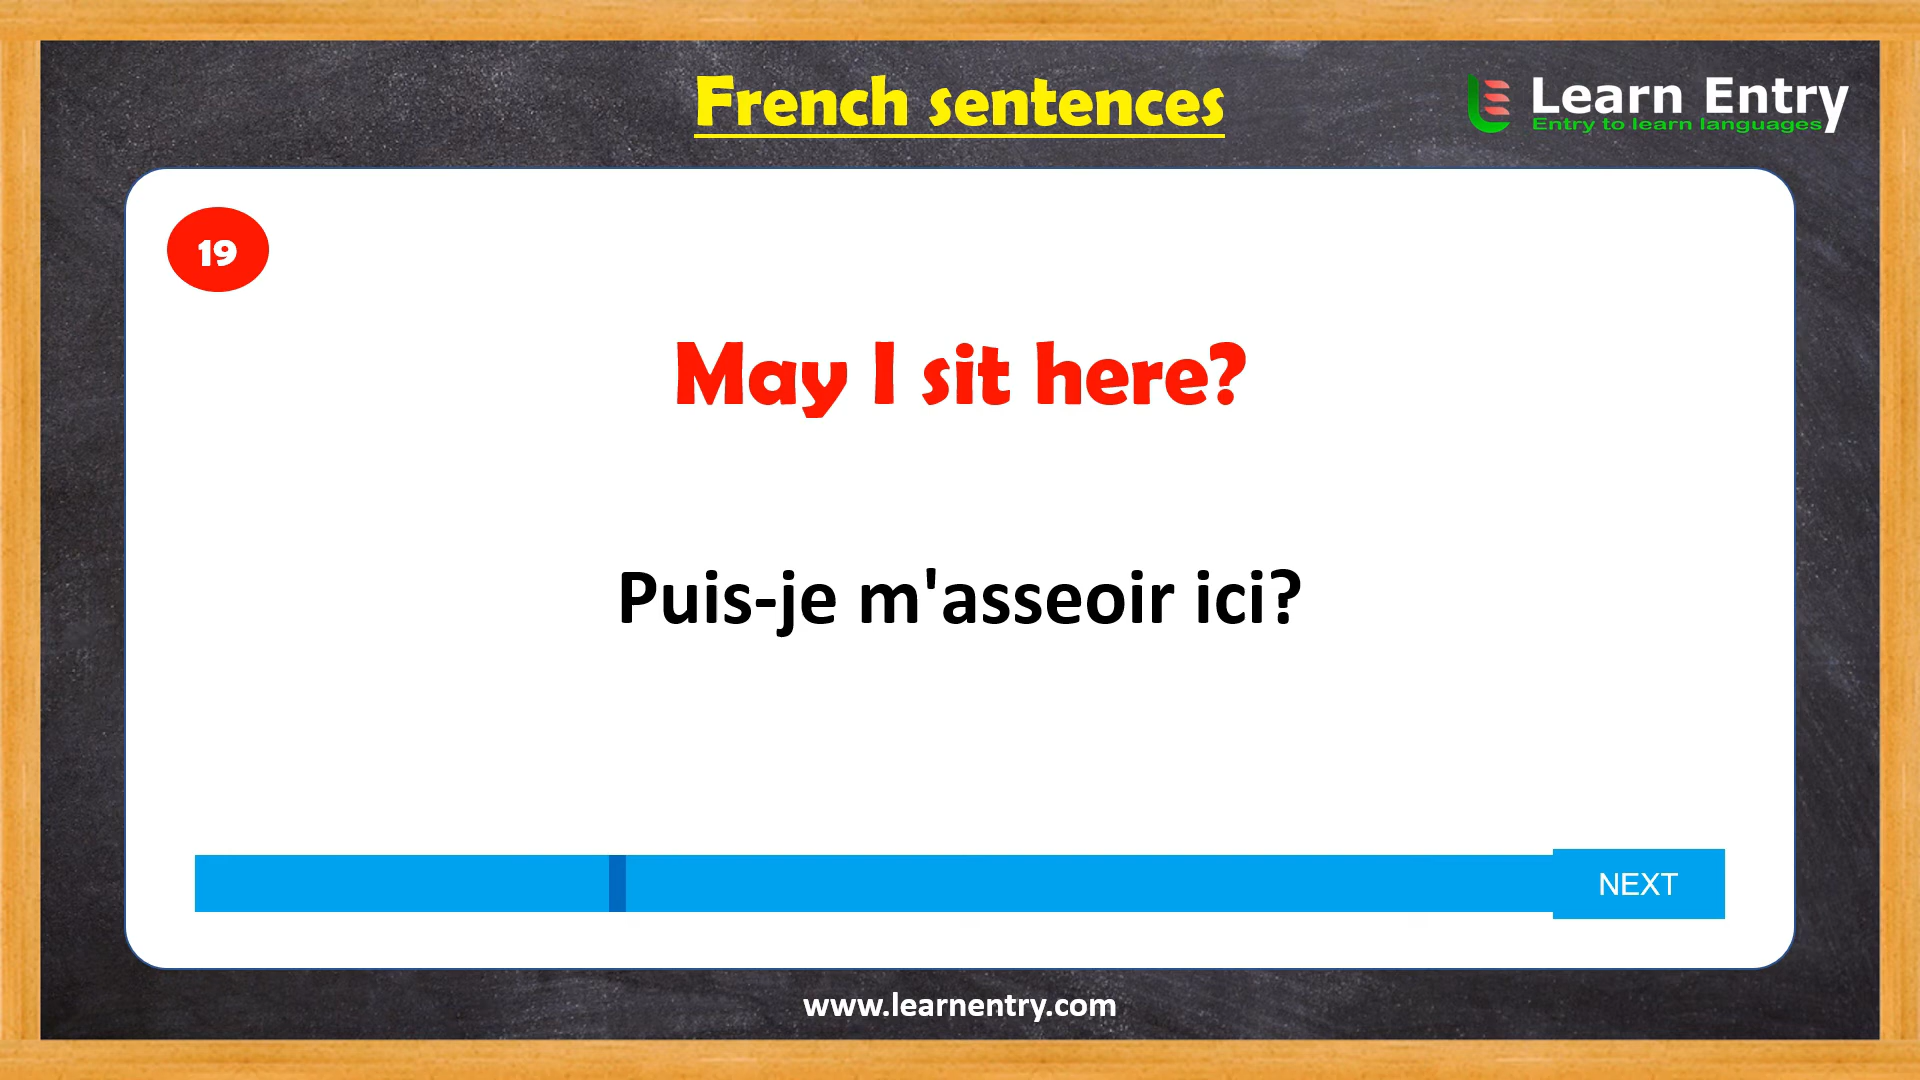 French sentences
Learn Entry
Entry to learn languages
19
May I sit here?
Puis-je m'asseoir ici?
NEXT
www.learnentry.com